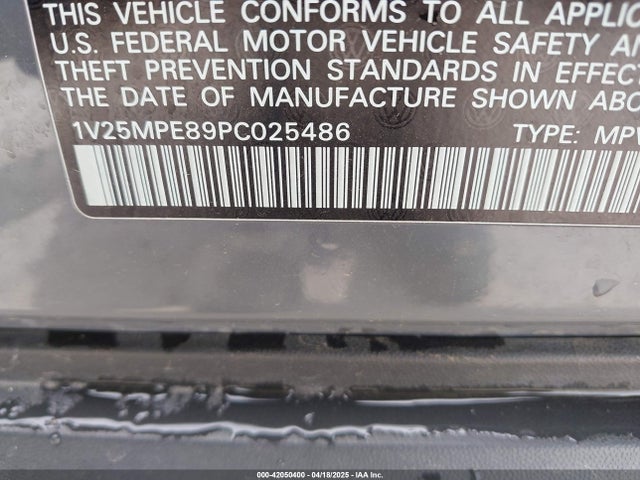 THIS VEHICLE CONFORMS TO ALL APPLIC
U.S. FEDERAL MOTOR VEHICLE SAFETY AN
THEFT PREVENTION STANDARDS IN EFFECT
THE DATE OF MANUFACTURE SHOWN ABO
1V25MPE89PC025486 TYPE: MPV
000-42050400 - 04/18/2025 - IAA Inc.